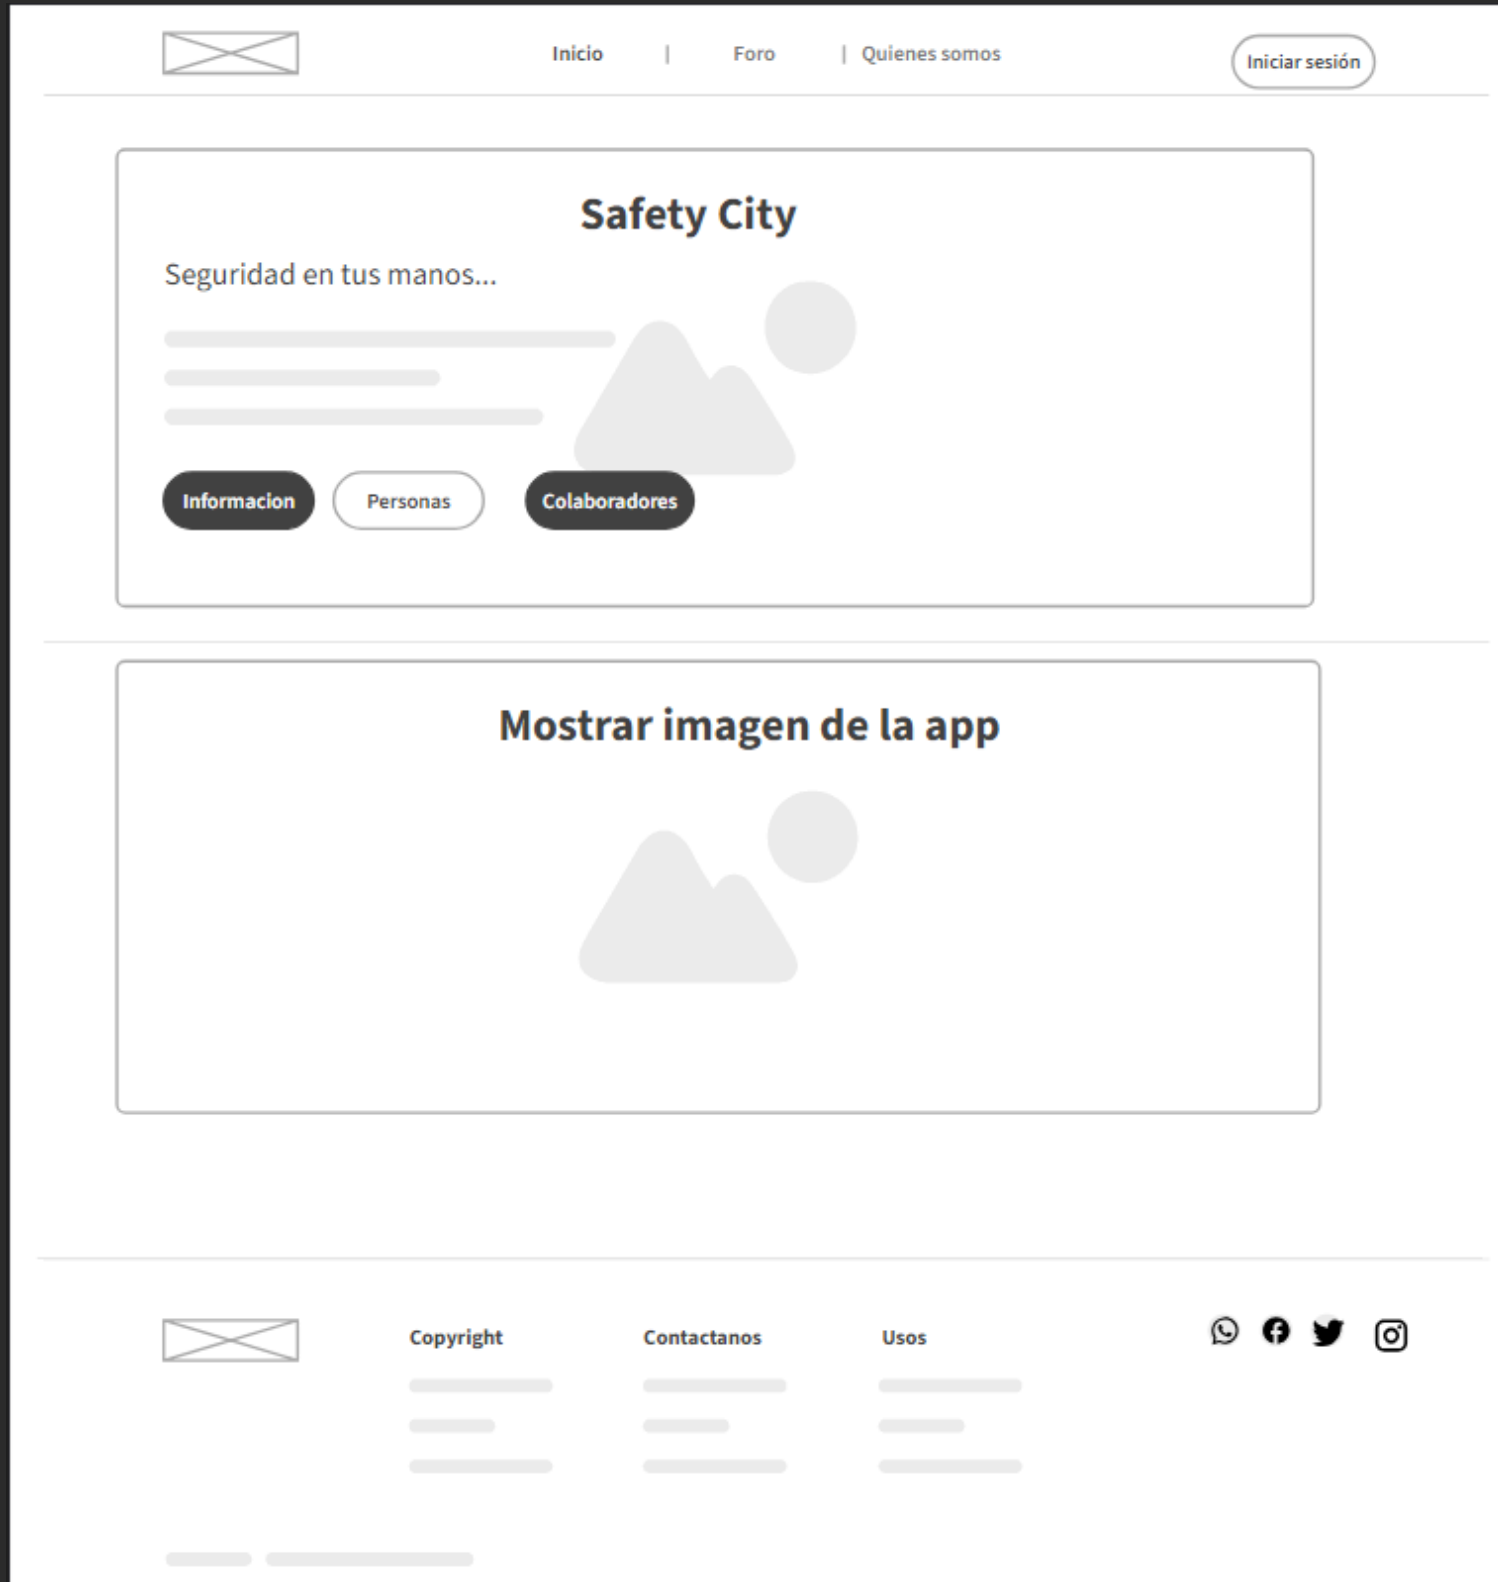 Inicio | Foro | Quienes somos
Iniciar sesión
Safety City
Seguridad en tus manos...
Informacion
Personas
Colaboradores
Mostrar imagen de la app
Copyright
Contactanos
Usos